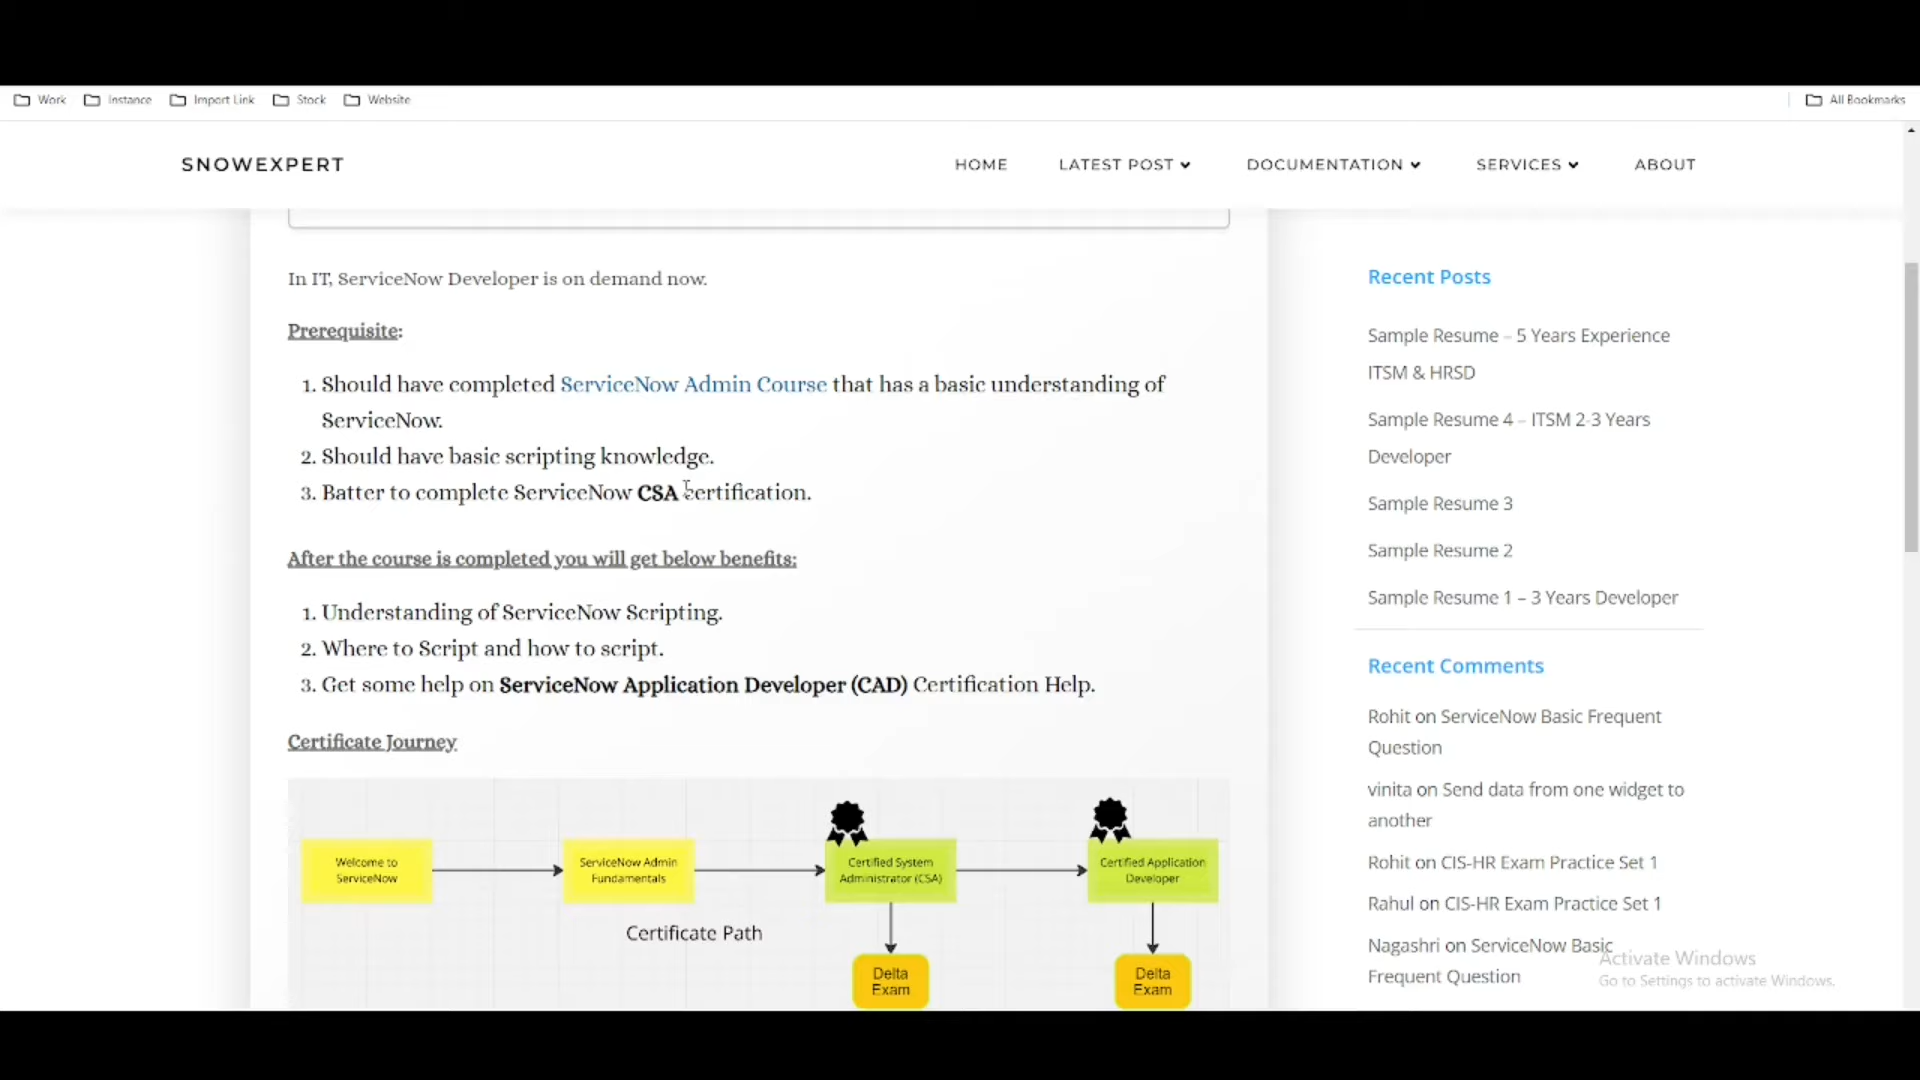 Work Instance Import Link Stock Website All Bookmarks
SNOWEXPERT HOME LATEST POST DOCUMENTATION SERVICES ABOUT
In IT, ServiceNow Developer is on demand now.
Prerequisite:
1. Should have completed ServiceNow Admin Course that has a basic understanding of
ServiceNow.
2. Should have basic scripting knowledge.
3. Batter to complete ServiceNow CSA certification.
After the course is completed you will get below benefits:
1. Understanding of ServiceNow Scripting.
2. Where to Script and how to script.
3. Get some help on ServiceNow Application Developer (CAD) Certification Help.
Certificate Journey
Welcome to
ServiceNow
ServiceNow Admin
Fundamentals
Certified System
Administrator (CSA)
Certified Application
Developer
Certificate Path
Delta
Exam
Delta
Exam
Recent Posts
Sample Resume – 5 Years Experience
ITSM & HRSD
Sample Resume 4 – ITSM 2-3 Years
Developer
Sample Resume 3
Sample Resume 2
Sample Resume 1 – 3 Years Developer
Recent Comments
Rohit on ServiceNow Basic Frequent
Question
vinita on Send data from one widget to
another
Rohit on CIS-HR Exam Practice Set 1
Rahul on CIS-HR Exam Practice Set 1
Nagashri on ServiceNow Basic
Frequent Question
Activate Windows
Go to Settings to activate Windows.